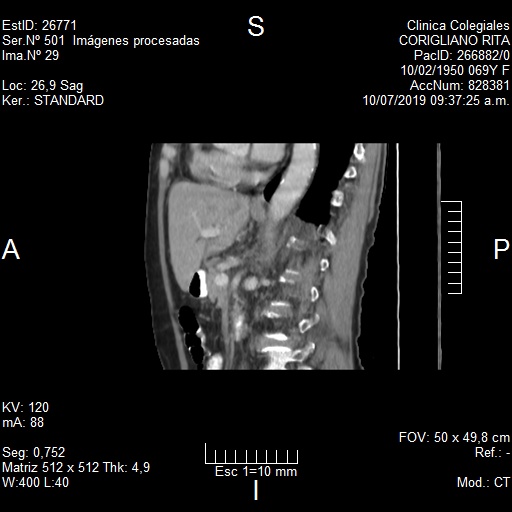 EstID: 26771
Ser.Nº 501 Imágenes procesadas
Ima.Nº 29
Loc: 26,9 Sag
Ker.: STANDARD
S
Clinica Colegiales
CORIGLIANO RITA
PacID: 266882/0
10/02/1950 069Y F
AccNum: 828381
10/07/2019 09:37:25 a.m.
A
P
KV: 120
mA: 88
Seg: 0,752
Matriz 512 x 512 Thk: 4,9
W:400 L:40
Esc 1=10 mm
I
FOV: 50 x 49,8 cm
Ref.: -
Mod.: CT